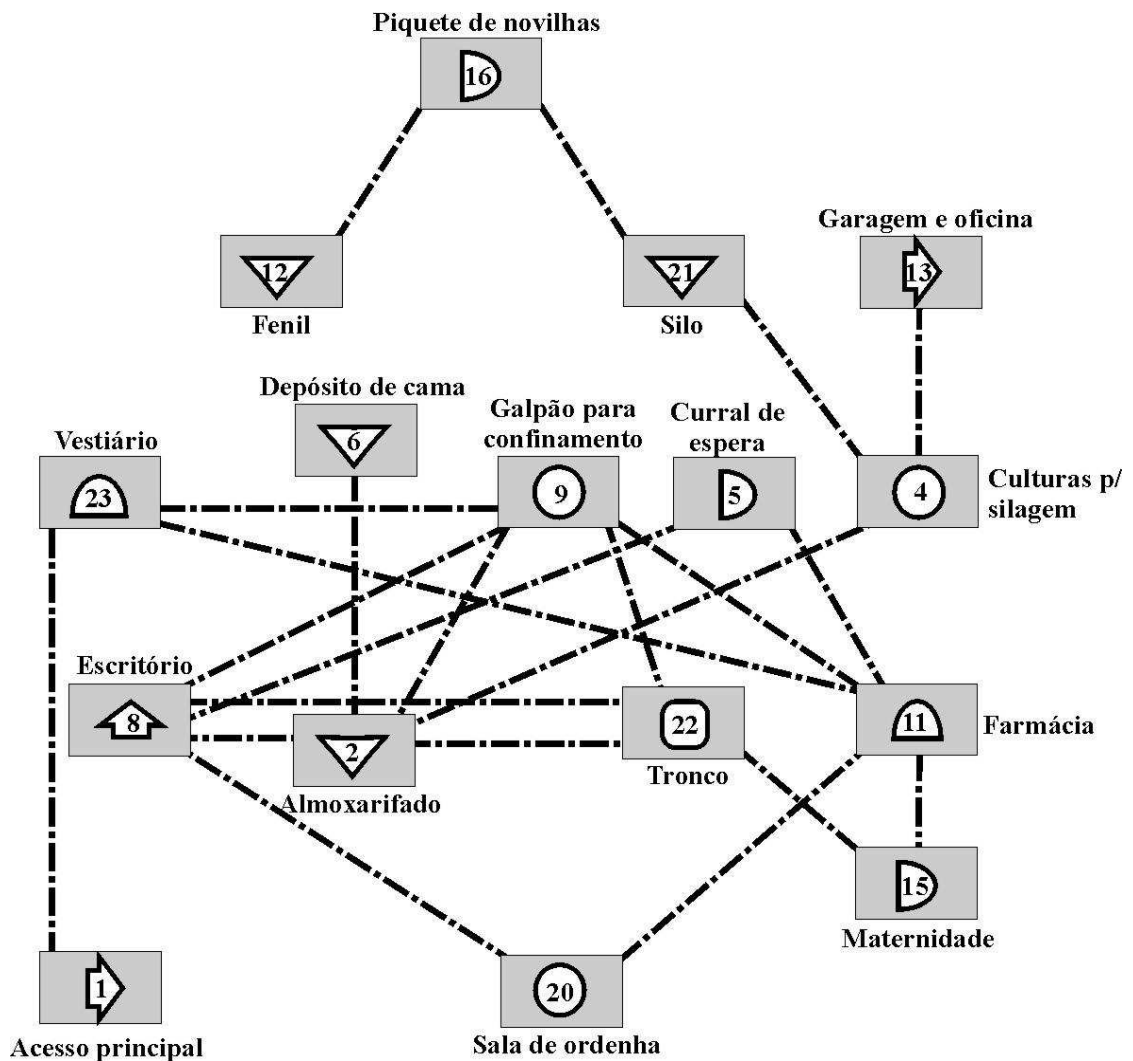 Piquete de novilhas
16
Garagem e oficina
12
21
13
Fenil
Silo
Depósito de cama
Galpão para
confinamento
Curral de
espera
Vestiário
6
23
9
5
4
Culturas p/
silagem
Escritório
8
2
22
11
Farmácia
Almoxarifado
Tronco
15
Maternidade
1
20
Acesso principal
Sala de ordenha